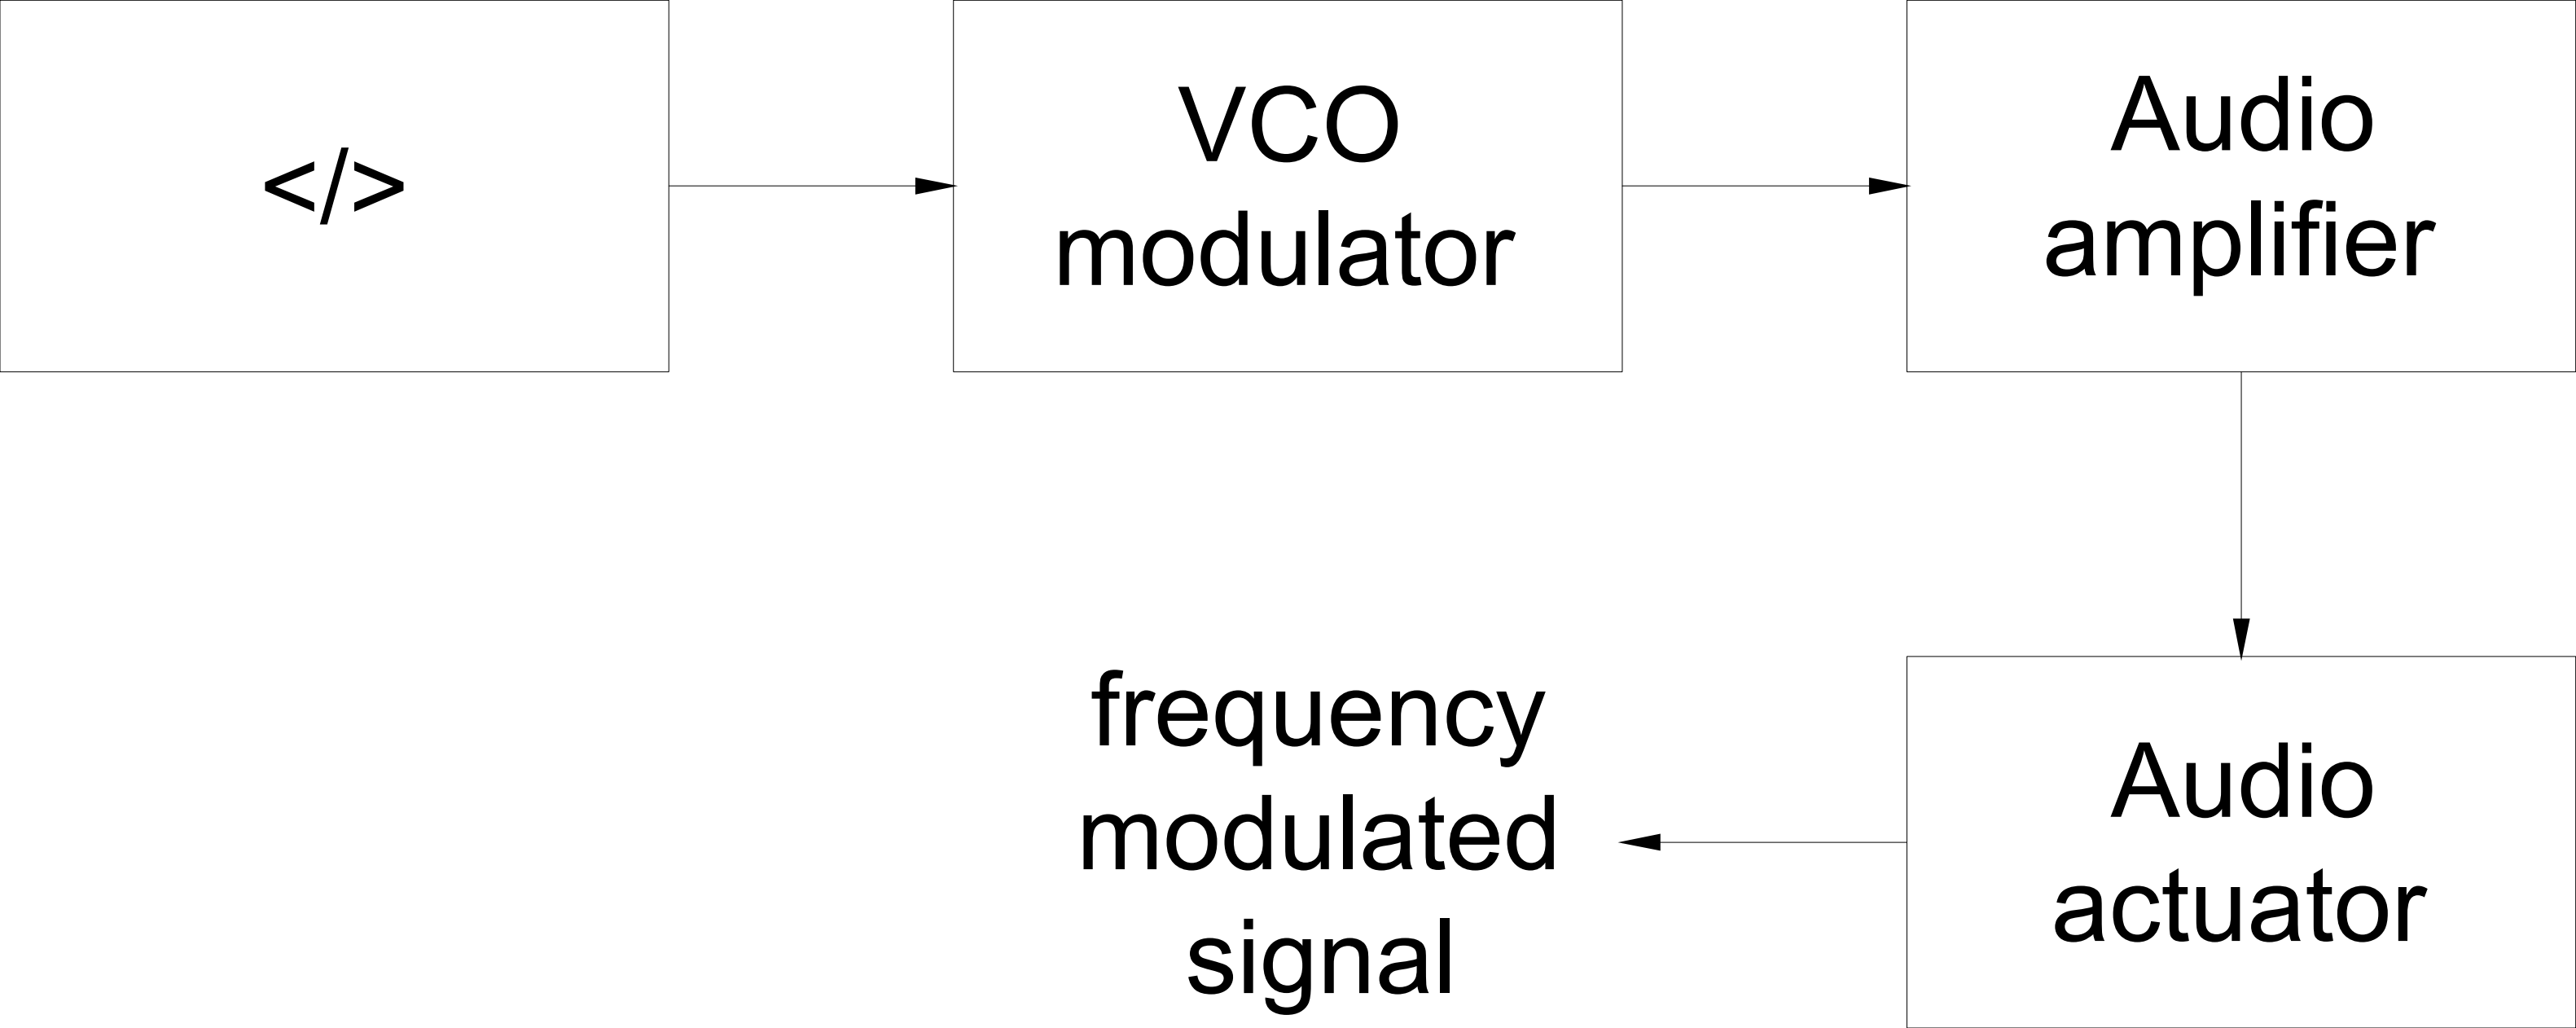 </>
VCO
modulator
Audio
amplifier
frequency
modulated
signal
Audio
actuator